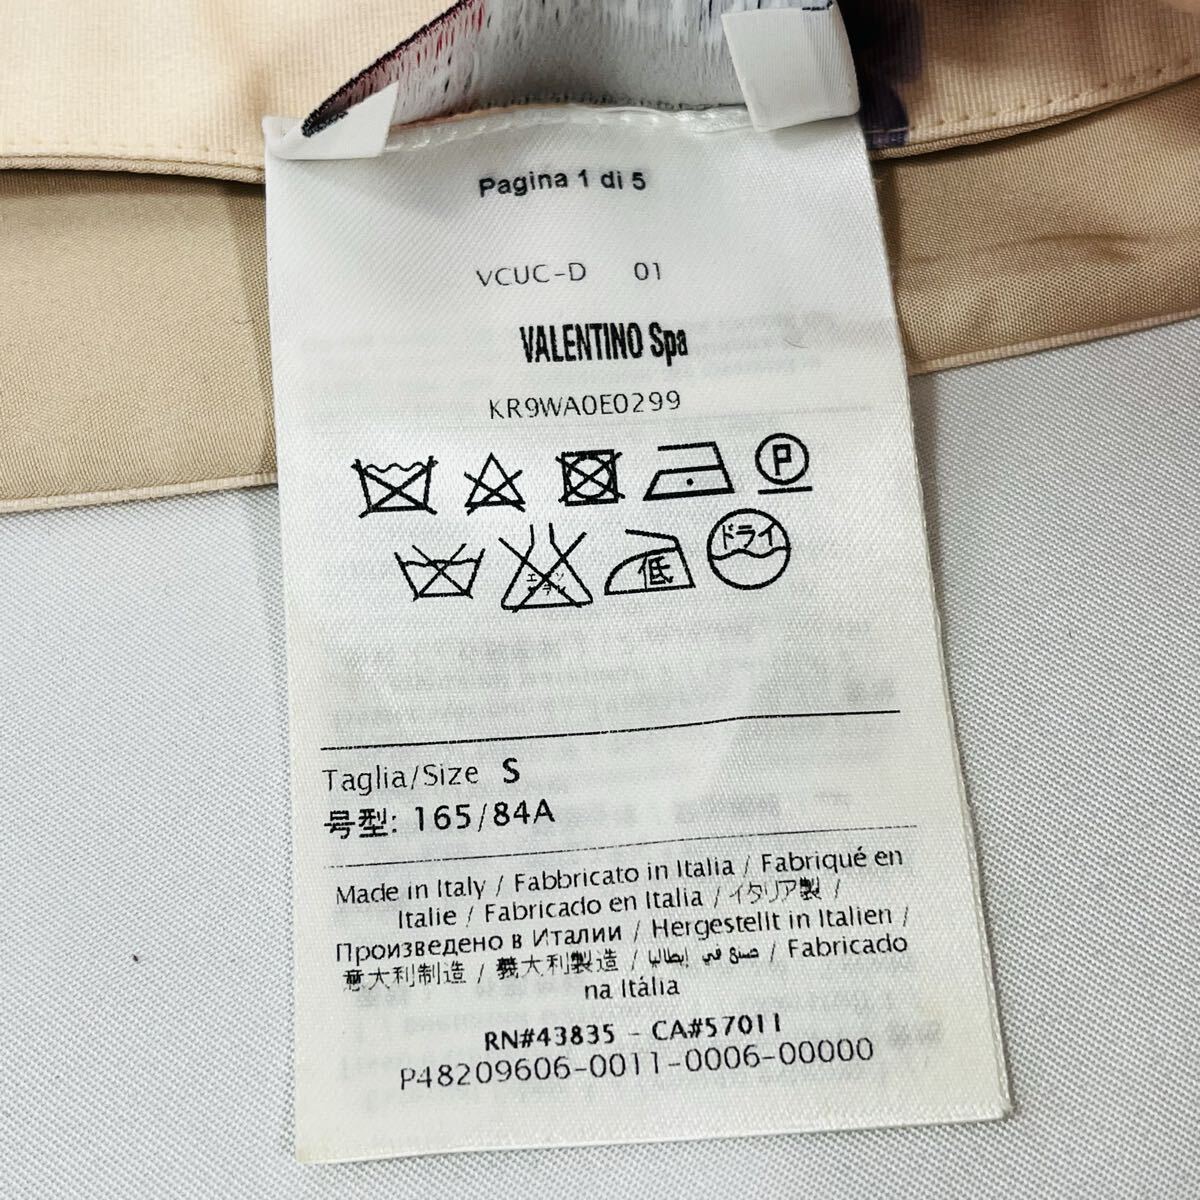 Pagina 1 di 5
VCUC-D 01
VALENTINO Spa
KR9WA0E0299
P
エンソ
低
ドライ
Taglia/Size S
号型: 165/84A
Made in Italy / Fabbricato in Italia / Fabriqué en
Italie / Fabricado en Italia / イタリア製 /
Произведено в Италии / Hergestellt in Italien /
意大利制造 / 義大利製造 / صنع في إيطاليا / Fabricado
na Itália
RN#43835 - CA#57011
P48209606-0011-0006-00000